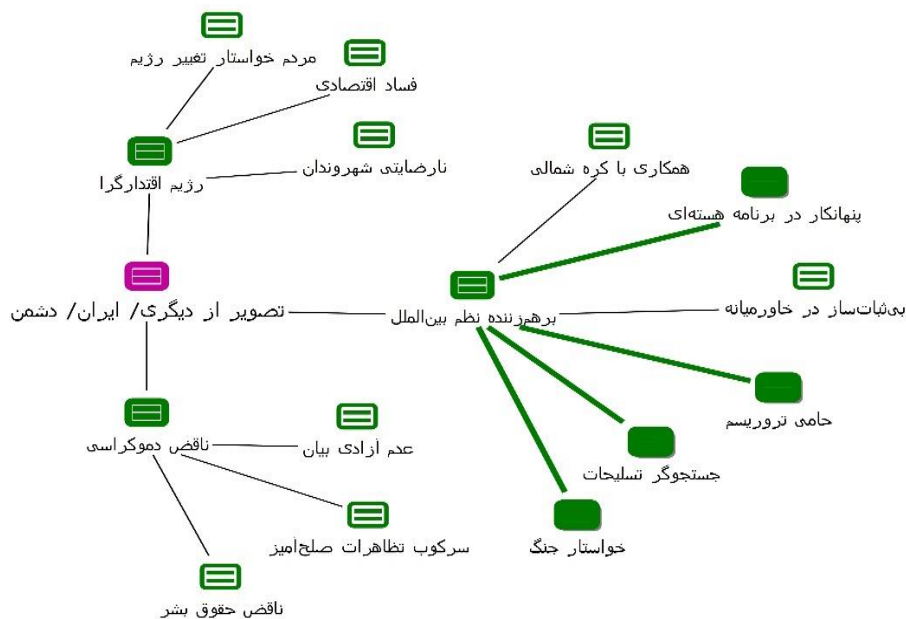 مردم خواستار تغییر رژیم
فساد اقتصادی
نارضایتی شهروندان
رژیم اقتدارگرا
همکاری با کره شمالی
پنهانکار در برنامه هسته‌ای
بی‌ثبات‌ساز در خاورمیانه
تصویر از دیگری/ ایران/ دشمن
برهم‌زننده نظم بین‌الملل
حامی تروریسم
ناقض دموکراسی
عدم آزادی بیان
جستجوگر تسلیحات
سرکوب تظاهرات صلح‌آمیز
خواستار جنگ
ناقض حقوق بشر